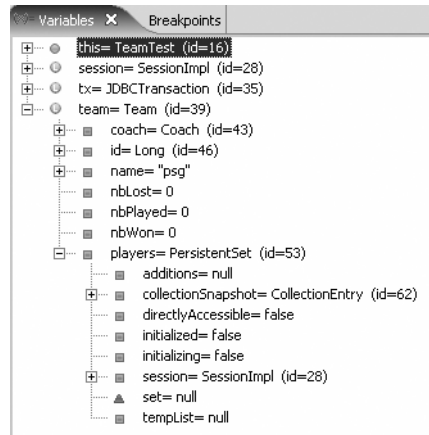 Variables Breakpoints
this= TeamTest (id=16)
session= SessionImpl (id=28)
tx= JDBCTransaction (id=35)
team= Team (id=39)
coach= Coach (id=43)
id= Long (id=46)
name= "psg"
nbLost= 0
nbPlayed= 0
nbWon= 0
players= PersistentSet (id=53)
additions= null
collectionSnapshot= CollectionEntry (id=62)
directlyAccessible= false
initialized= false
initializing= false
session= SessionImpl (id=28)
set= null
tempList= null